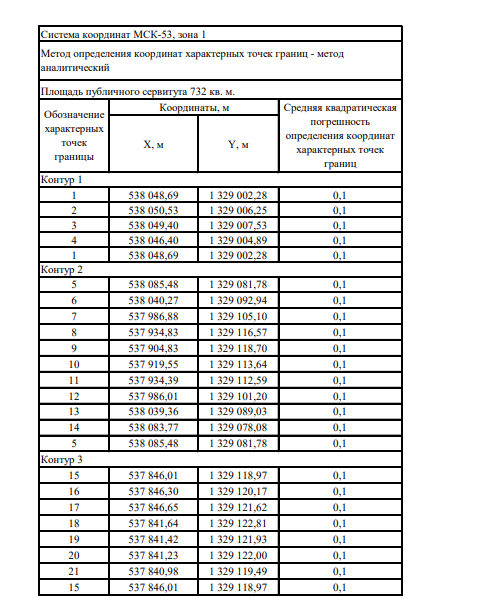 Система координат МСК-53, зона 1
Метод определения координат характерных точек границ - метод
аналитический
Площадь публичного сервитута 732 кв. м.
Обозначение
характерных
точек
границы
Координаты, м
X, м
Y, м
Средняя квадратическая
погрешность
определения координат
характерных точек
границ
Контур 1
1 538 048,69 1 329 002,28 0,1
2 538 050,53 1 329 006,25 0,1
3 538 049,40 1 329 007,53 0,1
4 538 046,40 1 329 004,89 0,1
1 538 048,69 1 329 002,28 0,1
Контур 2
5 538 085,48 1 329 081,78 0,1
6 538 040,27 1 329 092,94 0,1
7 537 986,88 1 329 105,10 0,1
8 537 934,83 1 329 116,57 0,1
9 537 904,83 1 329 118,70 0,1
10 537 919,55 1 329 113,64 0,1
11 537 934,39 1 329 112,59 0,1
12 537 986,01 1 329 101,20 0,1
13 538 039,36 1 329 089,03 0,1
14 538 083,77 1 329 078,08 0,1
5 538 085,48 1 329 081,78 0,1
Контур 3
15 537 846,01 1 329 118,97 0,1
16 537 846,30 1 329 120,17 0,1
17 537 846,65 1 329 121,62 0,1
18 537 841,64 1 329 122,81 0,1
19 537 841,42 1 329 121,93 0,1
20 537 841,23 1 329 122,00 0,1
21 537 840,98 1 329 119,49 0,1
15 537 846,01 1 329 118,97 0,1